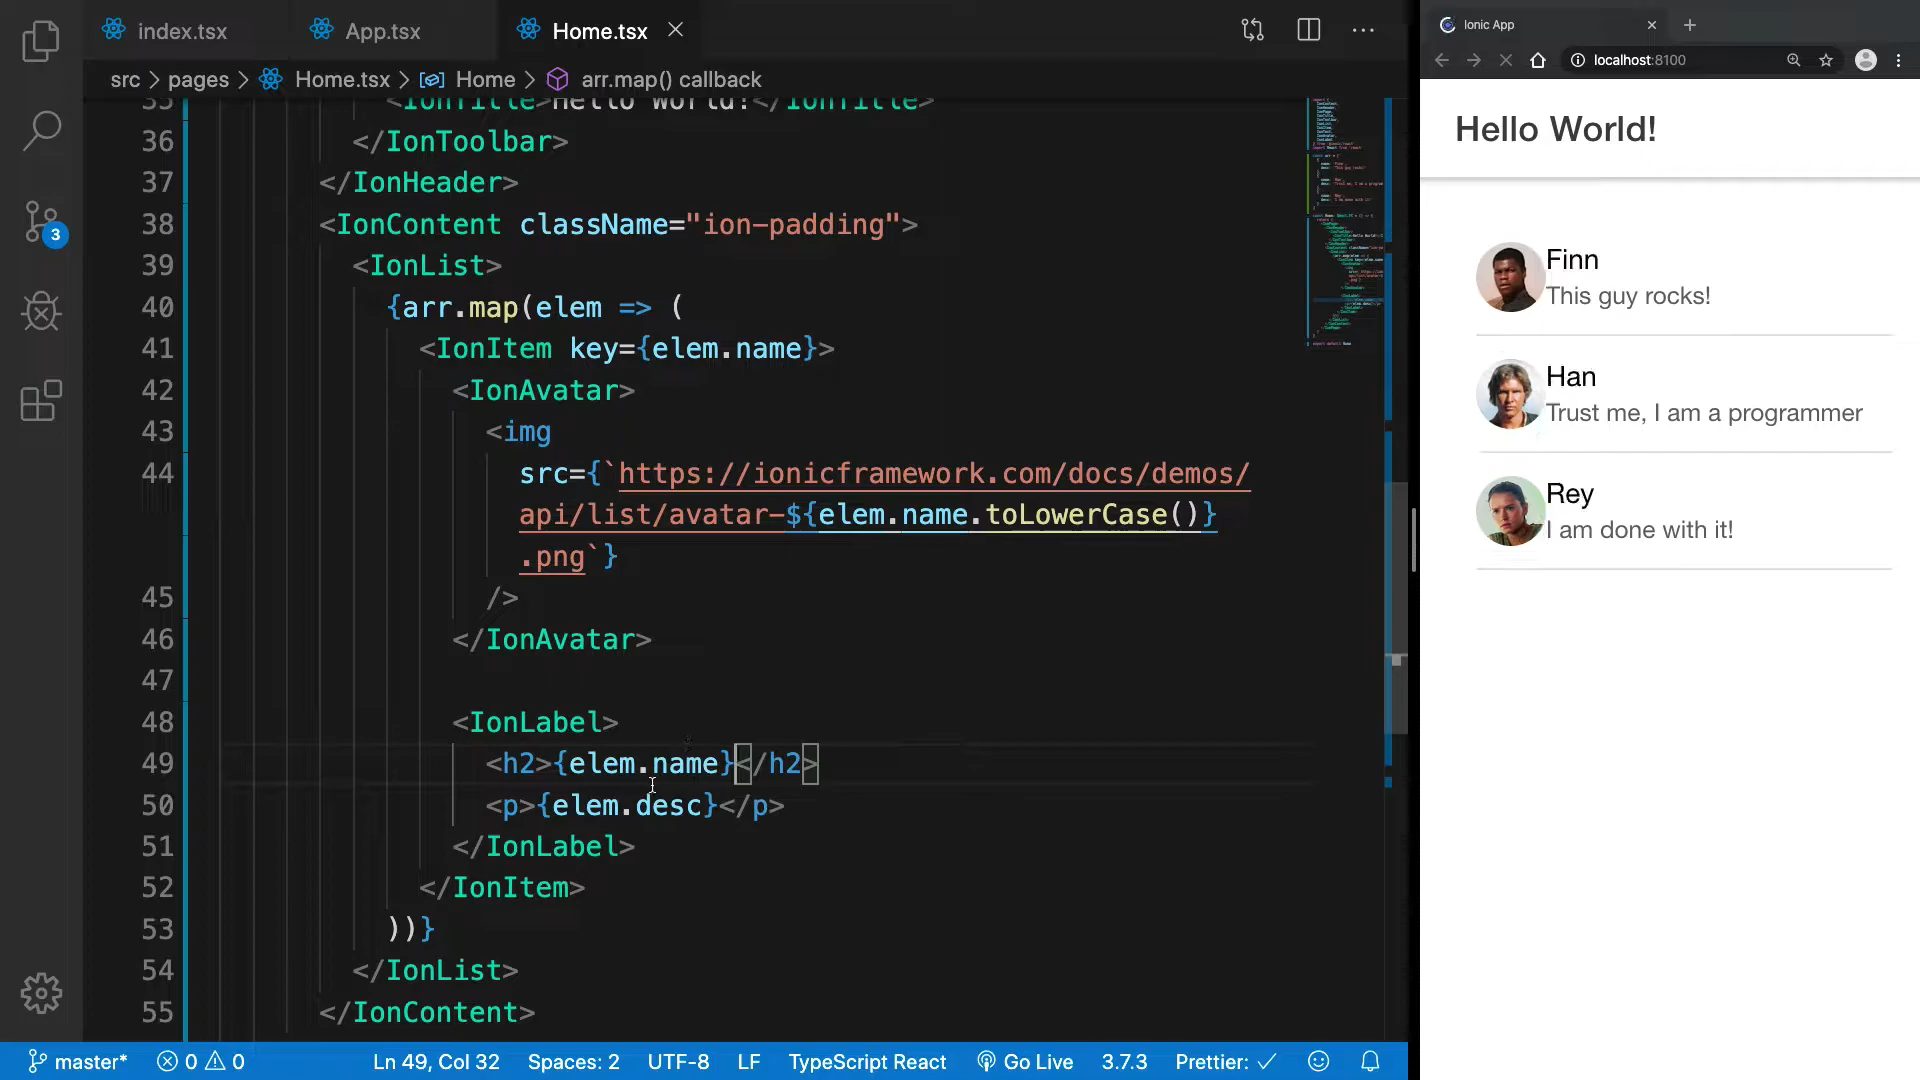 index.tsx
App.tsx
Home.tsx
src > pages > Home.tsx > Home > arr.map() callback
35 <IonTitle>Hello World!</IonTitle>
36 </IonToolbar>
37 </IonHeader>
38 <IonContent className="ion-padding">
39 <IonList>
40 {arr.map(elem => (
41 <IonItem key={elem.name}>
42 <IonAvatar>
43 <img
44 src={`https://ionicframework.com/docs/demos/
api/list/avatar-${elem.name.toLowerCase()}
.png`}
45 />
46 </IonAvatar>
47
48 <IonLabel>
49 <h2>{elem.name}</h2>
50 <p>{elem.desc}</p>
51 </IonLabel>
52 </IonItem>
53 ))}
54 </IonList>
55 </IonContent>
3
master* 0 0 Ln 49, Col 32 Spaces: 2 UTF-8 LF TypeScript React Go Live 3.7.3 Prettier: ✓
Ionic App
localhost:8100
Hello World!
Finn
This guy rocks!
Han
Trust me, I am a programmer
Rey
I am done with it!